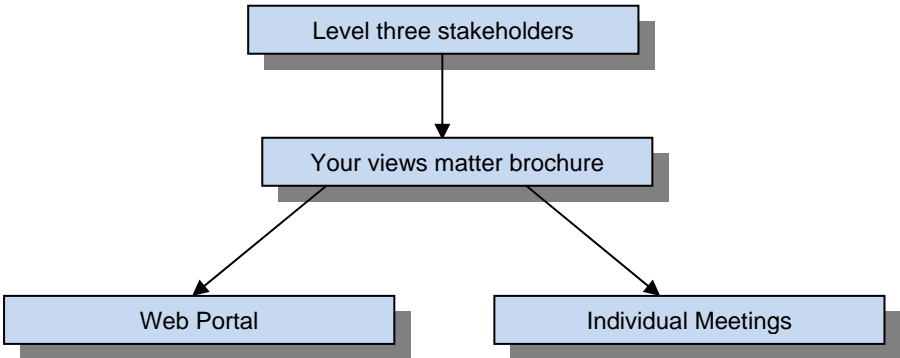 Level three stakeholders
Your views matter brochure
Web Portal
Individual Meetings